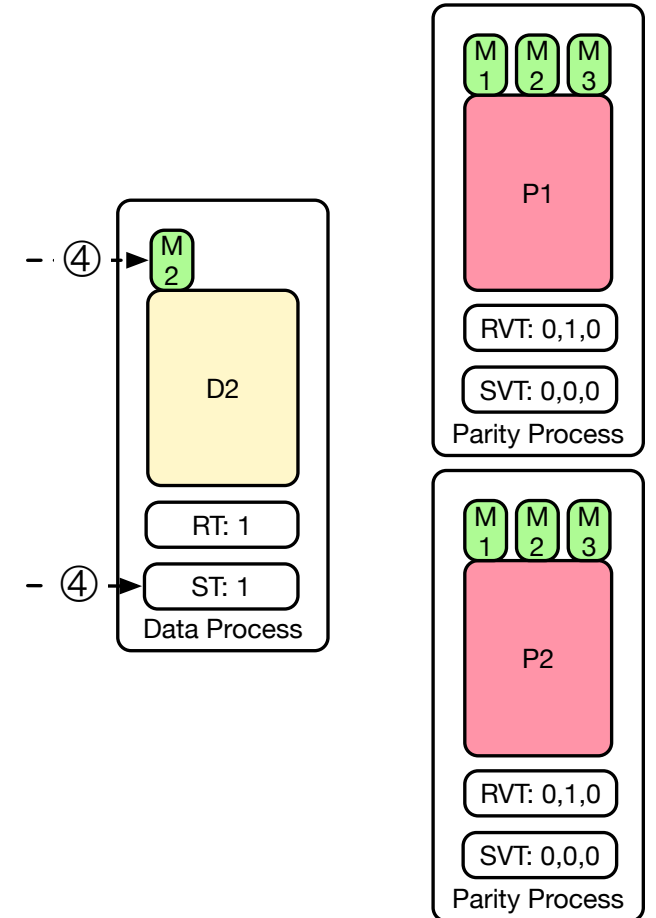 ④
M
2
D2
RT: 1
④
ST: 1
Data Process
M M M
1 2 3
P1
RVT: 0,1,0
SVT: 0,0,0
Parity Process
M M M
1 2 3
P2
RVT: 0,1,0
SVT: 0,0,0
Parity Process